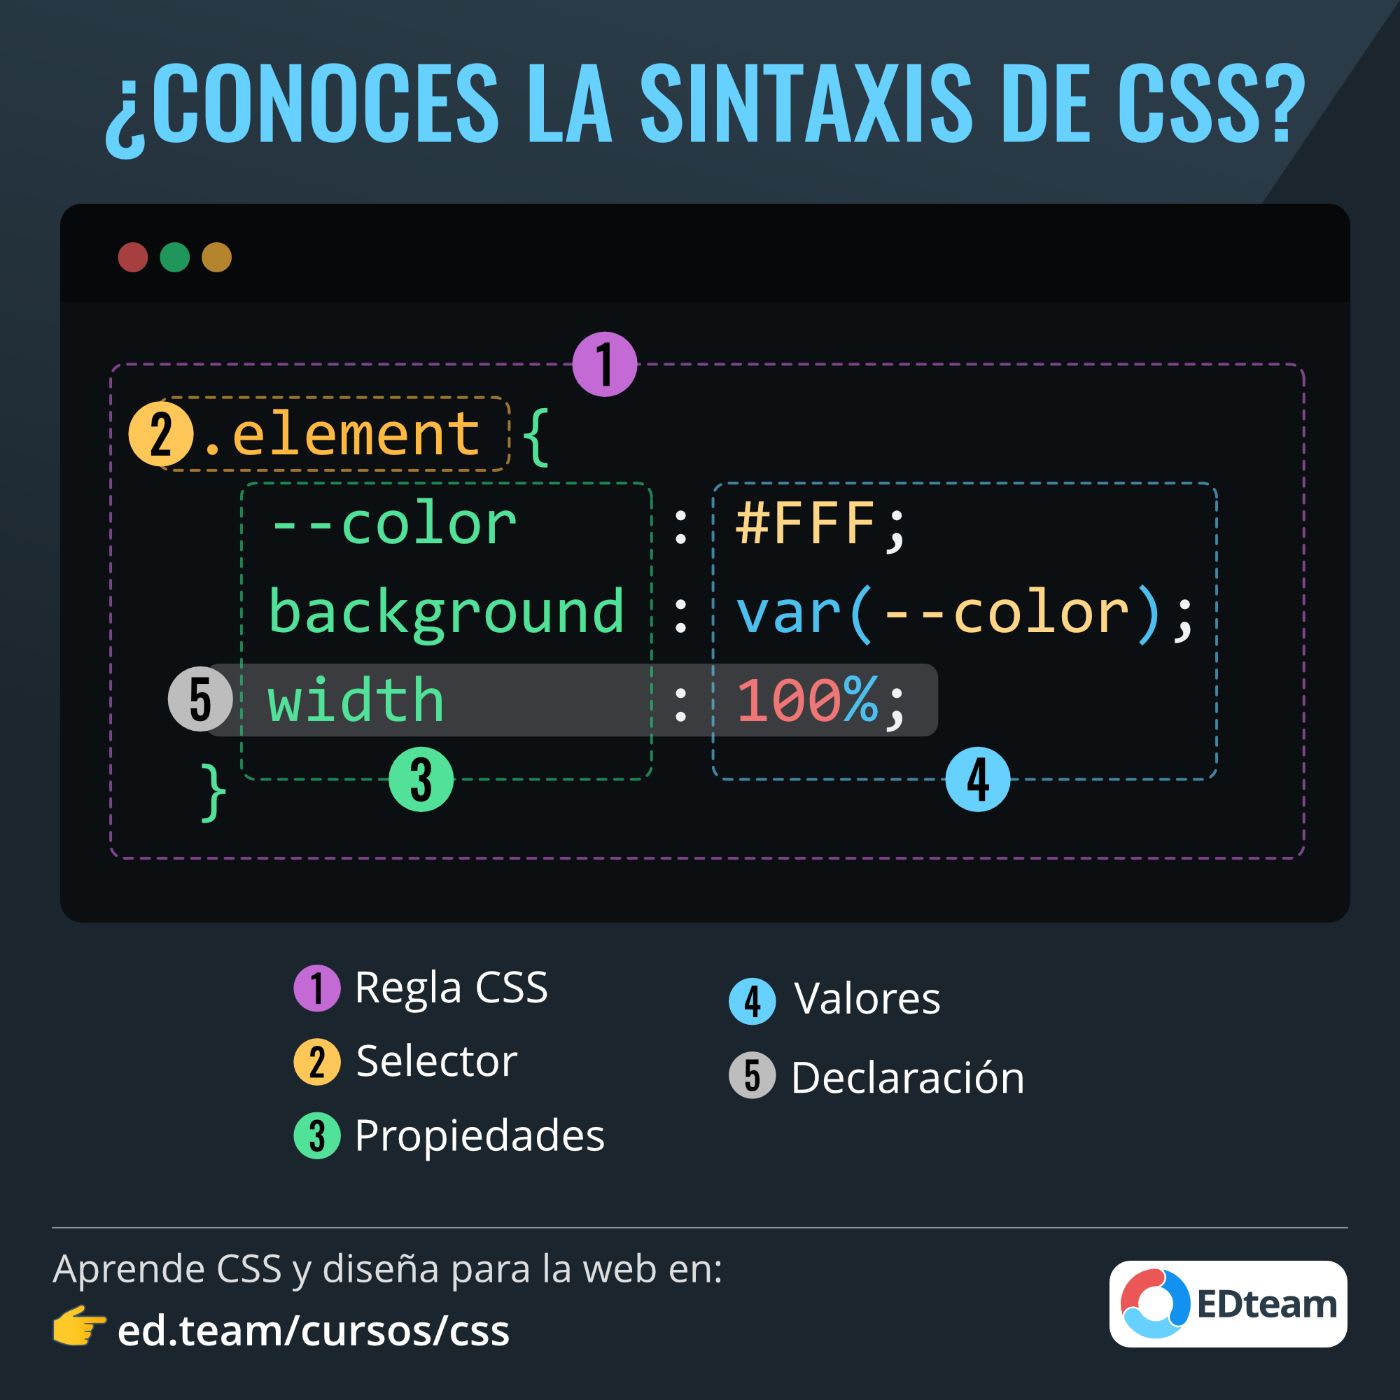 ¿CONOCES LA SINTAXIS DE CSS?
1
2 .element {
--color : #FFF;
background : var(--color);
5 width : 100%;
}
3
4
1 Regla CSS
2 Selector
3 Propiedades
4 Valores
5 Declaración
Aprende CSS y diseña para la web en:
👉 ed.team/cursos/css
EDteam